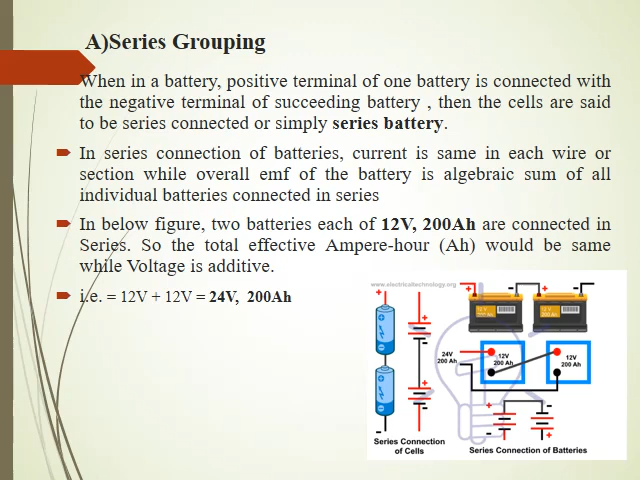 A)Series Grouping
When in a battery, positive terminal of one battery is connected with
the negative terminal of succeeding battery , then the cells are said
to be series connected or simply series battery.
In series connection of batteries, current is same in each wire or
section while overall emf of the battery is algebraic sum of all
individual batteries connected in series
In below figure, two batteries each of 12V, 200Ah are connected in
Series. So the total effective Ampere-hour (Ah) would be same
while Voltage is additive.
i.e. = 12V + 12V = 24V, 200Ah
www.electricaltechnology.org
+ + + - + -
+ +
- -
24V
200 Ah
12V
200 Ah
12V
200 Ah
+ -
+ +
- -
- +
Series Connection
of Cells
Series Connection of Batteries